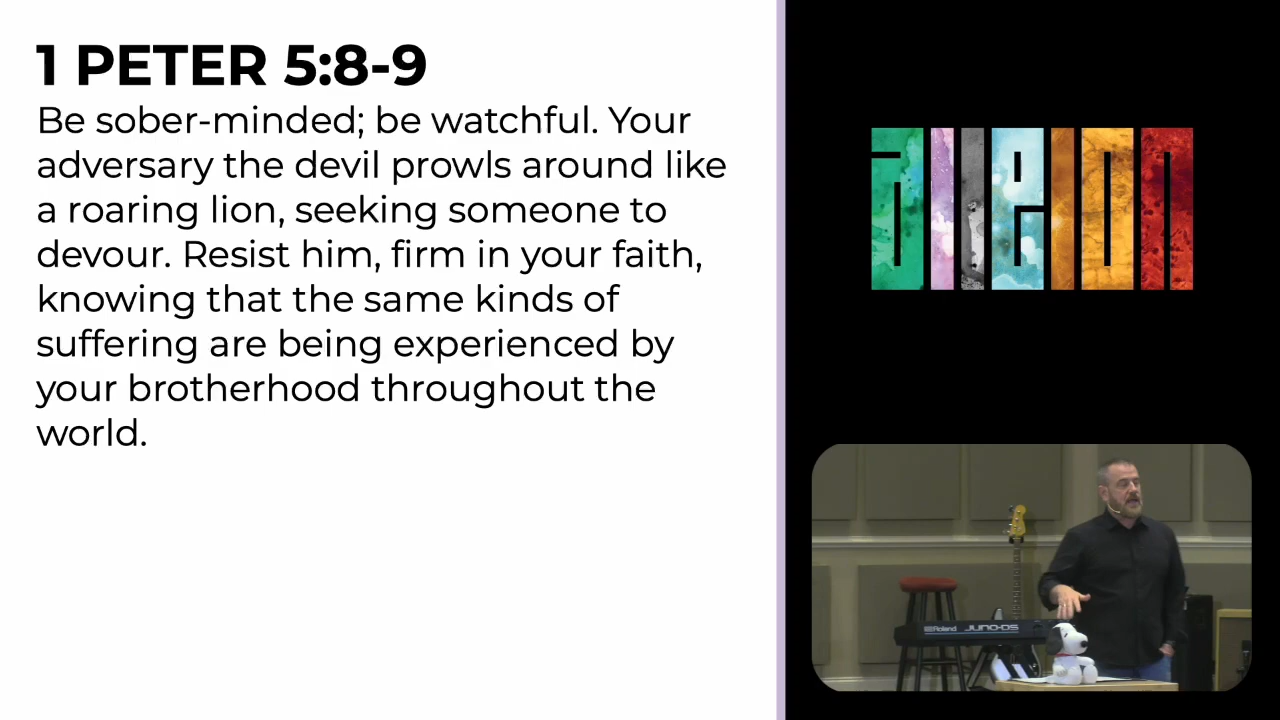 1 PETER 5:8-9
Be sober-minded; be watchful. Your
adversary the devil prowls around like
a roaring lion, seeking someone to
devour. Resist him, firm in your faith,
knowing that the same kinds of
suffering are being experienced by
your brotherhood throughout the
world.
alleon
Roland JUNO-DS